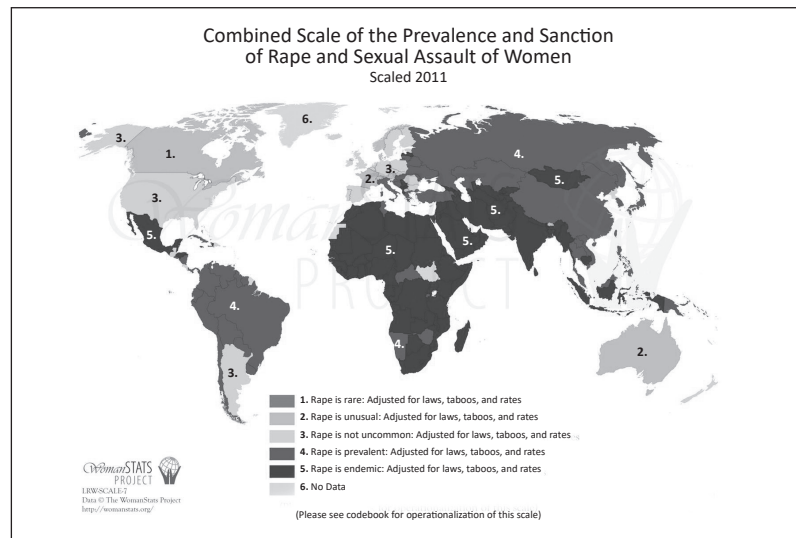 Combined Scale of the Prevalence and Sanction
of Rape and Sexual Assault of Women
Scaled 2011
6.
3.
1.
4.
3.
2.
5.
3.
5.
5.
5.
5.
4.
4.
2.
3.
WomanSTATS
PROJECT
1. Rape is rare: Adjusted for laws, taboos, and rates
2. Rape is unusual: Adjusted for laws, taboos, and rates
3. Rape is not uncommon: Adjusted for laws, taboos, and rates
4. Rape is prevalent: Adjusted for laws, taboos, and rates
5. Rape is endemic: Adjusted for laws, taboos, and rates
6. No Data
(Please see codebook for operationalization of this scale)
WomanSTATS
PROJECT
LRW-SCALE-7
Data © The WomanStats Project
http://womanstats.org/